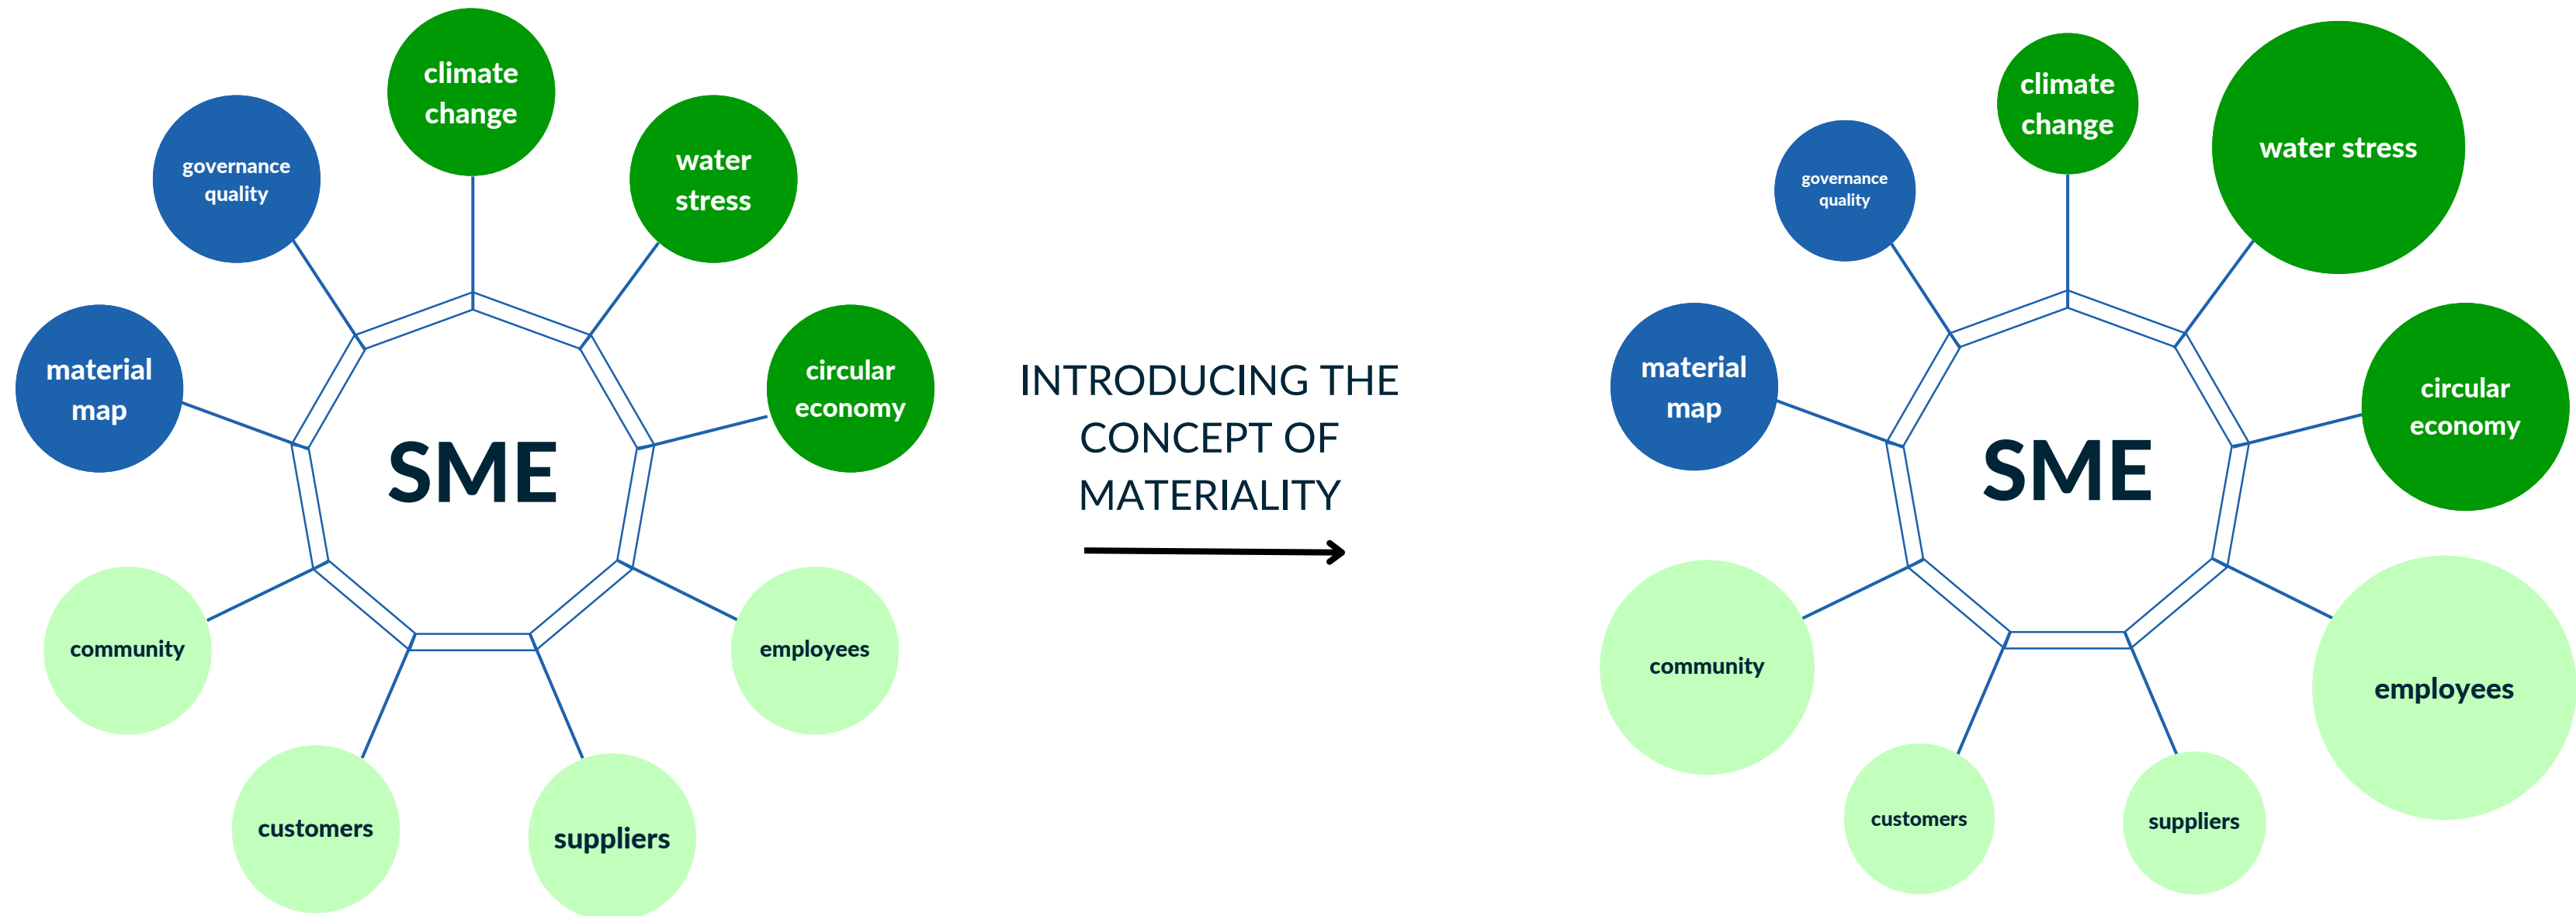 climate
change
governance
quality
water
stress
material
map
circular
economy
SME
community
employees
customers
suppliers
INTRODUCING THE
CONCEPT OF
MATERIALITY
climate
change
water stress
governance
quality
material
map
circular
economy
SME
community
employees
customers
suppliers